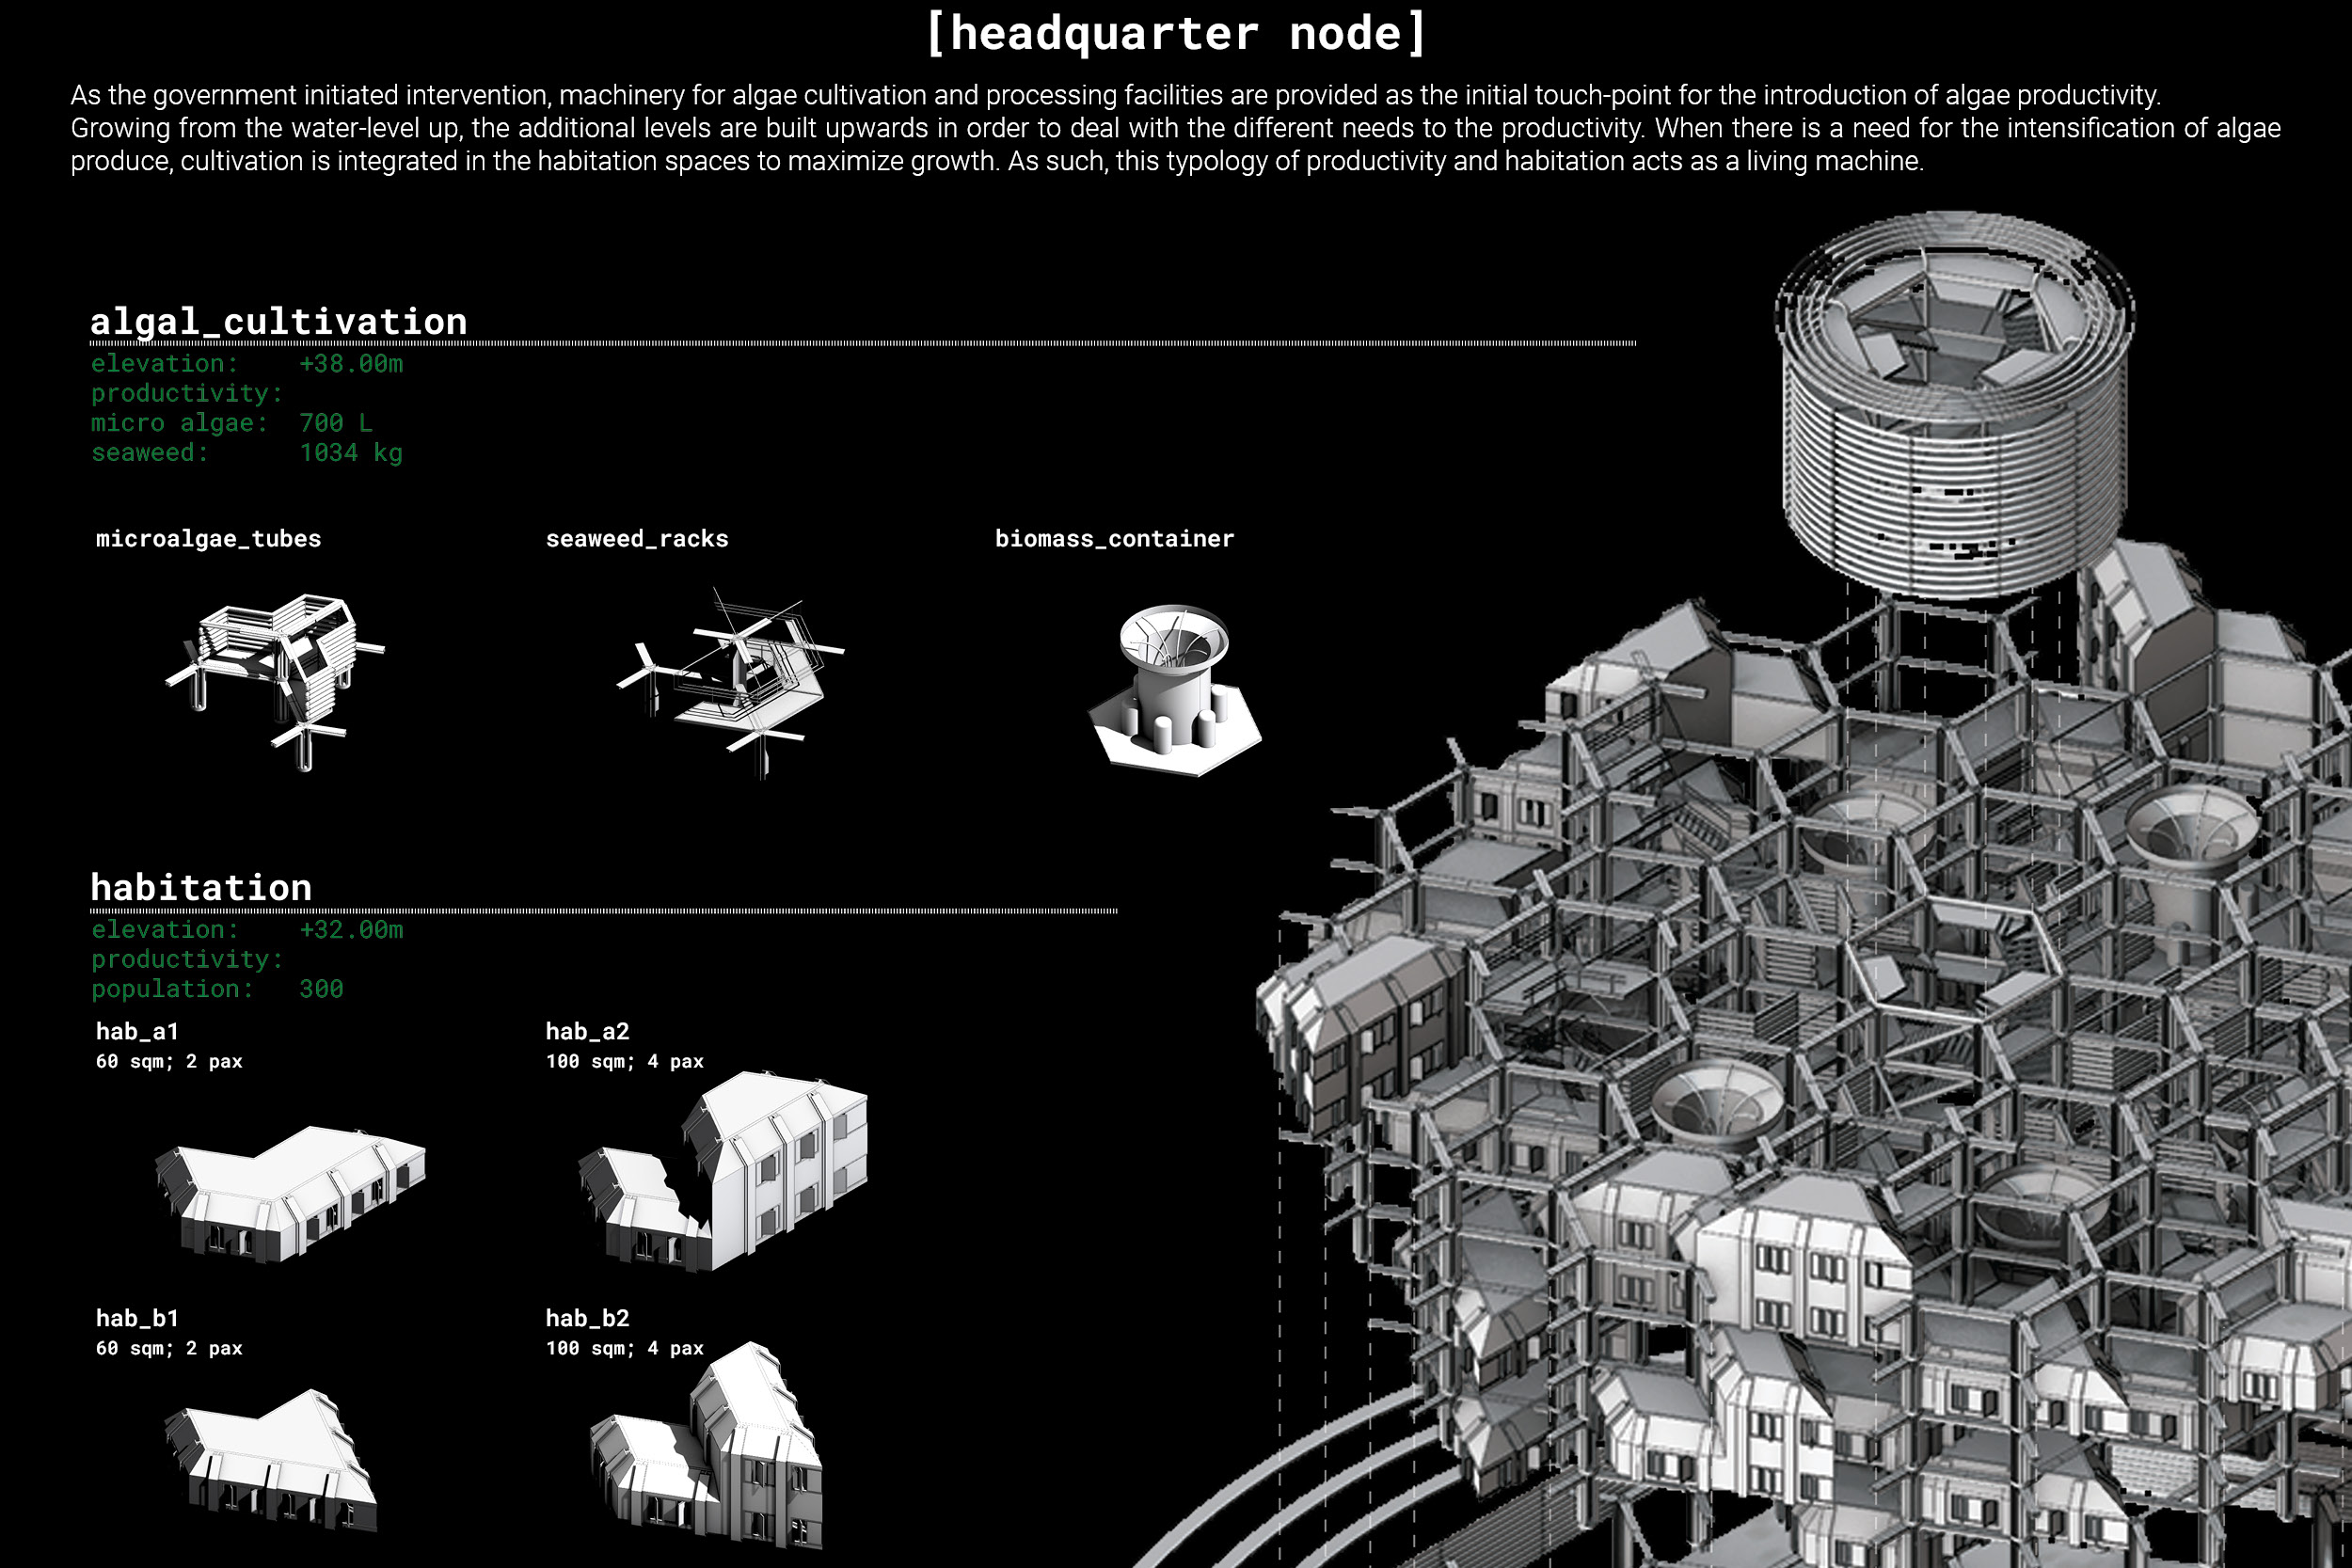 [headquarter node]
As the government initiated intervention, machinery for algae cultivation and processing facilities are provided as the initial touch-point for the introduction of algae productivity.
Growing from the water-level up, the additional levels are built upwards in order to deal with the different needs to the productivity. When there is a need for the intensification of algae
produce, cultivation is integrated in the habitation spaces to maximize growth. As such, this typology of productivity and habitation acts as a living machine.
algal_cultivation
elevation: +38.00m
productivity:
micro algae: 700 L
seaweed: 1034 kg
microalgae_tubes
seaweed_racks
biomass_container
habitation
elevation: +32.00m
productivity:
population: 300
hab_a1
60 sqm; 2 pax
hab_a2
100 sqm; 4 pax
hab_b1
60 sqm; 2 pax
hab_b2
100 sqm; 4 pax